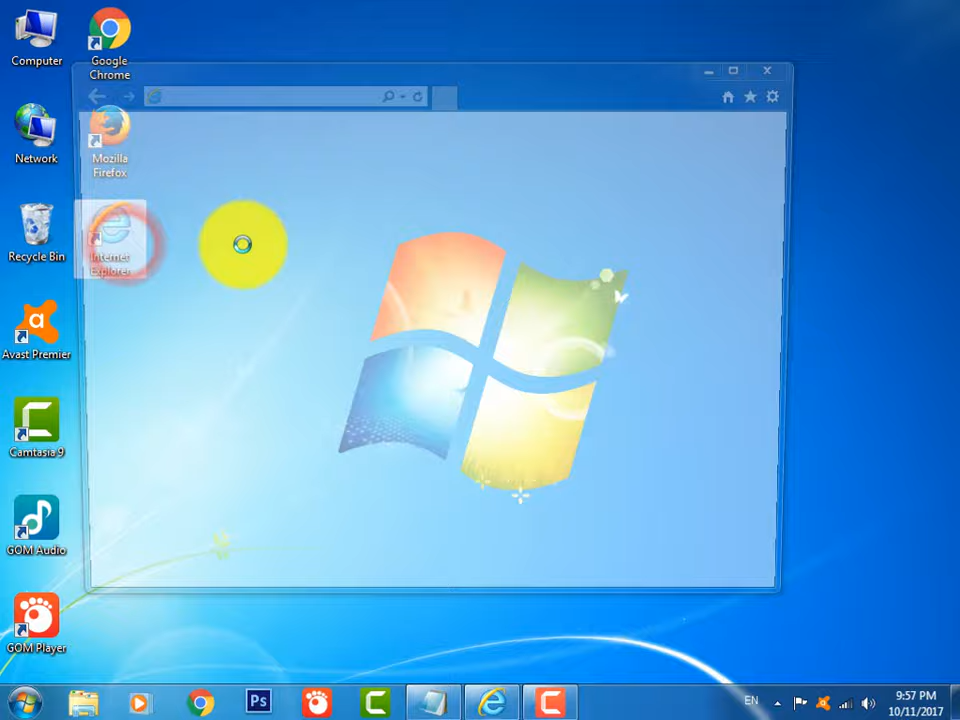 Computer
Google
Chrome
Network
Mozilla
Firefox
Recycle Bin
Internet
Explorer
a
Avast Premier
Camtasia 9
GOM Audio
GOM Player
Ps
EN
9:57 PM
10/11/2017